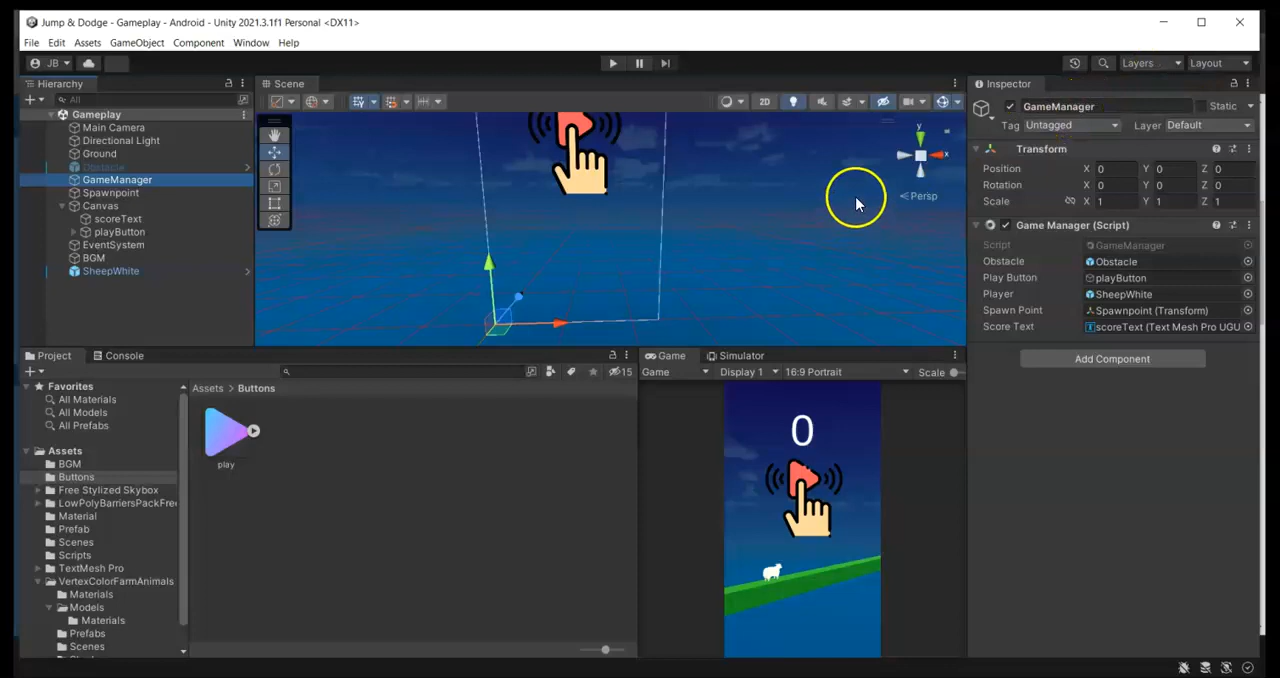 Jump & Dodge - Gameplay - Android - Unity 2021.3.1f1 Personal <DX11>
File Edit Assets GameObject Component Window Help
JB Layers Layout
Hierarchy
All
Gameplay
Main Camera
Directional Light
Ground
Obstacle
GameManager
Spawnpoint
Canvas
scoreText
playButton
EventSystem
BGM
SheepWhite
Scene
2D
y
x
Persp
Inspector
GameManager Static
Tag Untagged Layer Default
Transform
Position X 0 Y 0 Z 0
Rotation X 0 Y 0 Z 0
Scale X 1 Y 1 Z 1
Game Manager (Script)
Script GameManager
Obstacle Obstacle
Play Button playButton
Player SheepWhite
Spawn Point Spawnpoint (Transform)
Score Text scoreText (Text Mesh Pro UGU
Add Component
Project Console
15
Favorites
All Materials
All Models
All Prefabs
Assets
BGM
Buttons
Free Stylized Skybox
LowPolyBarriersPackFree
Material
Prefab
Scenes
Scripts
TextMesh Pro
VertexColorFarmAnimals
Materials
Models
Materials
Prefabs
Scenes
Assets > Buttons
play
Game Simulator
Game Display 1 16:9 Portrait Scale
0